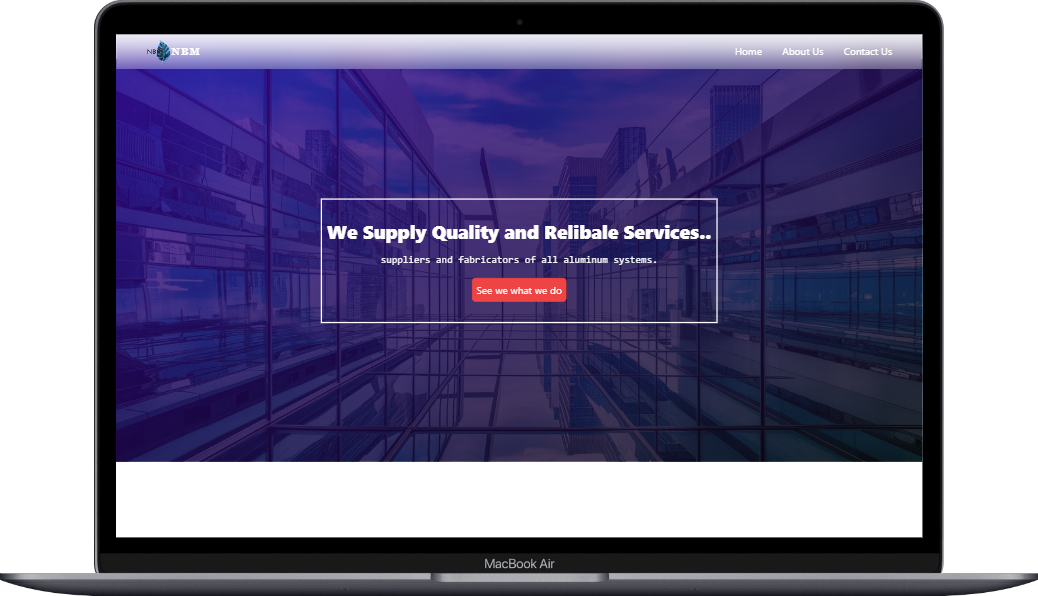 NB NBM
Home About Us Contact Us
We Supply Quality and Relibale Services..
suppliers and fabricators of all aluminum systems.
See we what we do
MacBook Air